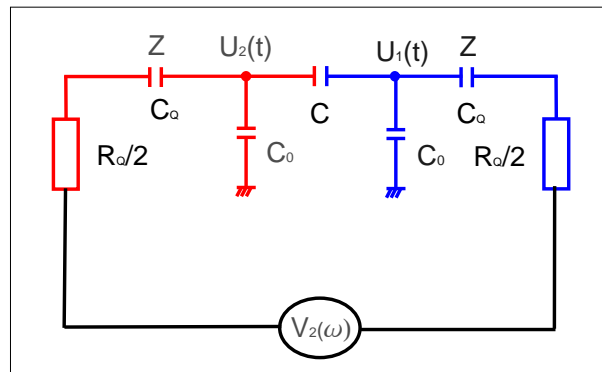 Z U₂(t) U₁(t) Z
C_Q C C_Q
R_Q/2 C₀ C₀ R_Q/2
V₂(ω)